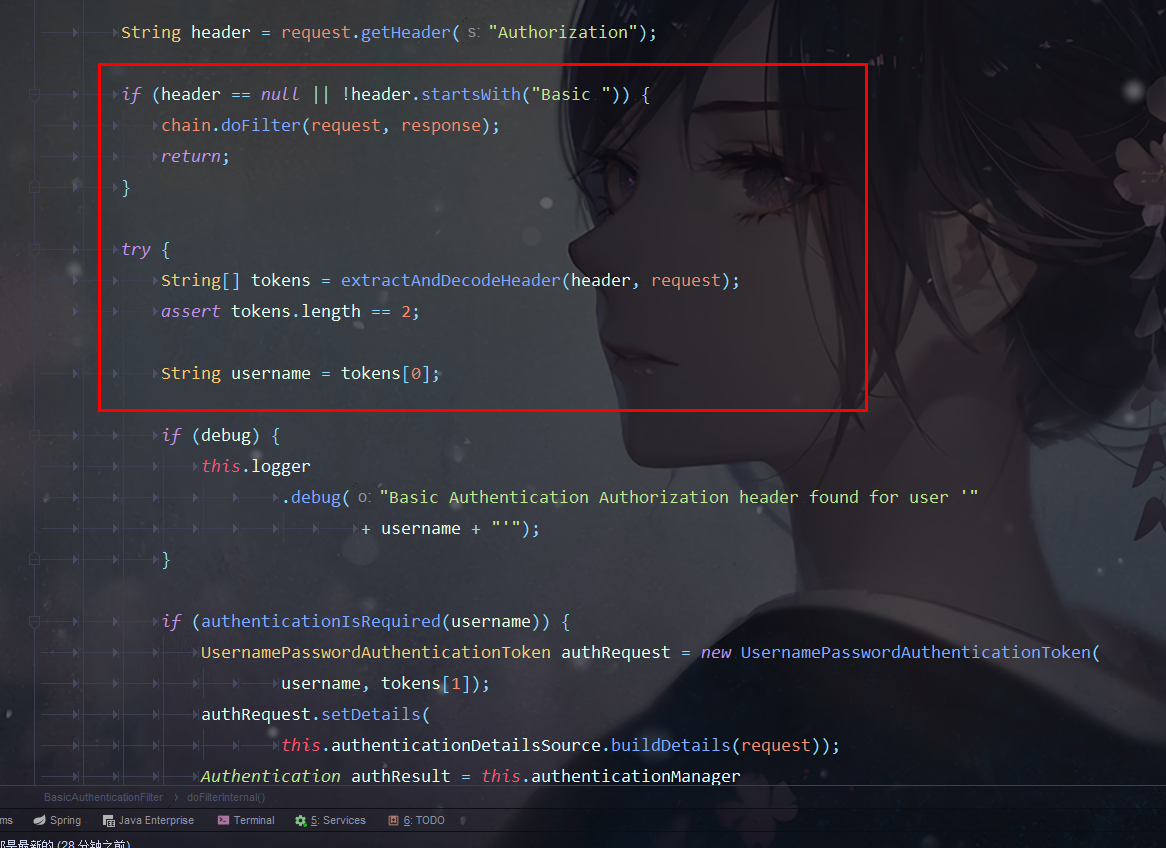 String header = request.getHeader( s: "Authorization");
if (header == null || !header.startsWith("Basic ")) {
chain.doFilter(request, response);
return;
}
try {
String[] tokens = extractAndDecodeHeader(header, request);
assert tokens.length == 2;
String username = tokens[0];
if (debug) {
this.logger
.debug( o: "Basic Authentication Authorization header found for user '"
+ username + "'");
}
if (authenticationIsRequired(username)) {
UsernamePasswordAuthenticationToken authRequest = new UsernamePasswordAuthenticationToken(
username, tokens[1]);
authRequest.setDetails(
this.authenticationDetailsSource.buildDetails(request));
Authentication authResult = this.authenticationManager
BasicAuthenticationFilter › doFilterInternal()
ms Spring Java Enterprise Terminal 5: Services 6: TODO
是最新的 (28 分钟之前)